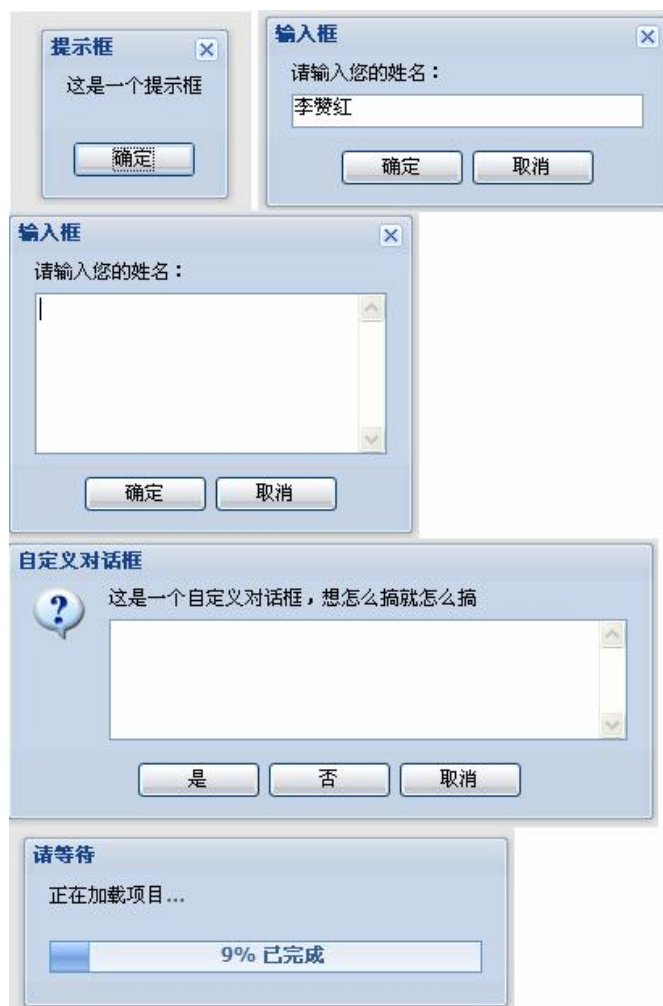 提示框
这是一个提示框
确定
输入框
请输入您的姓名：
李赞红
确定 取消
输入框
请输入您的姓名：
确定 取消
自定义对话框
这是一个自定义对话框，想怎么搞就怎么搞
是 否 取消
请等待
正在加载项目...
9% 已完成